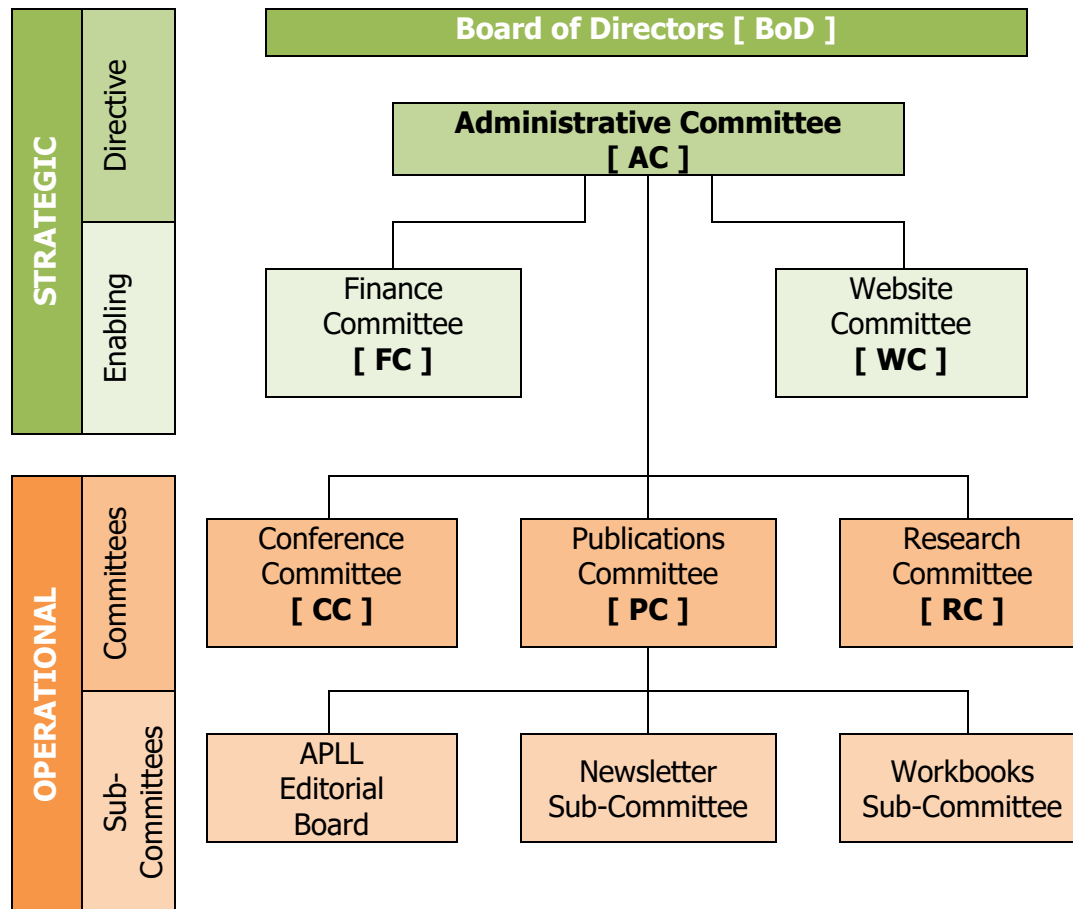 Board of Directors [ BoD ]
STRATEGIC
Directive
Administrative Committee
[ AC ]
Enabling
Finance
Committee
[ FC ]
Website
Committee
[ WC ]
OPERATIONAL
Committees
Conference
Committee
[ CC ]
Publications
Committee
[ PC ]
Research
Committee
[ RC ]
Sub-
Committees
APLL
Editorial
Board
Newsletter
Sub-Committee
Workbooks
Sub-Committee